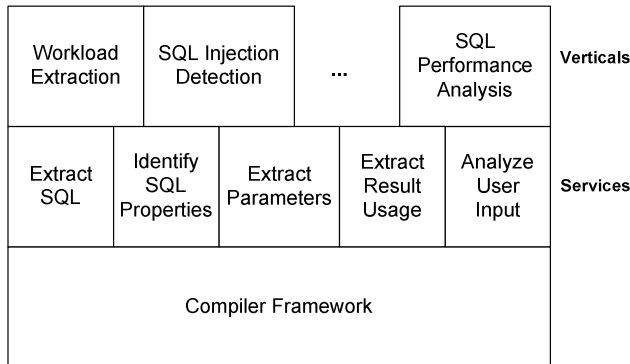 Workload
Extraction
SQL Injection
Detection
...
SQL
Performance
Analysis
Verticals
Extract
SQL
Identify
SQL
Properties
Extract
Parameters
Extract
Result
Usage
Analyze
User
Input
Services
Compiler Framework